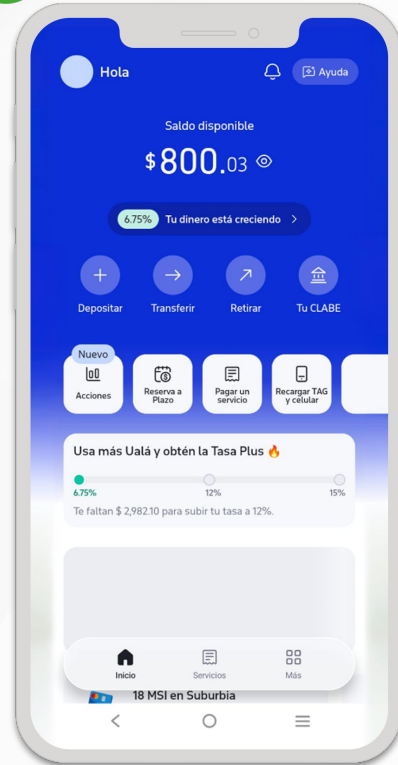 Hola
Ayuda
Saldo disponible
$800.03
6.75% Tu dinero está creciendo >
Depositar Transferir Retirar Tu CLABE
Nuevo
Acciones
Reserva a
Plazo
Pagar un
servicio
Recargar TAG
y celular
Usa más Ualá y obtén la Tasa Plus 🔥
6.75% 12% 15%
Te faltan $ 2,982.10 para subir tu tasa a 12%.
Inicio Servicios Más
18 MSI en Suburbia